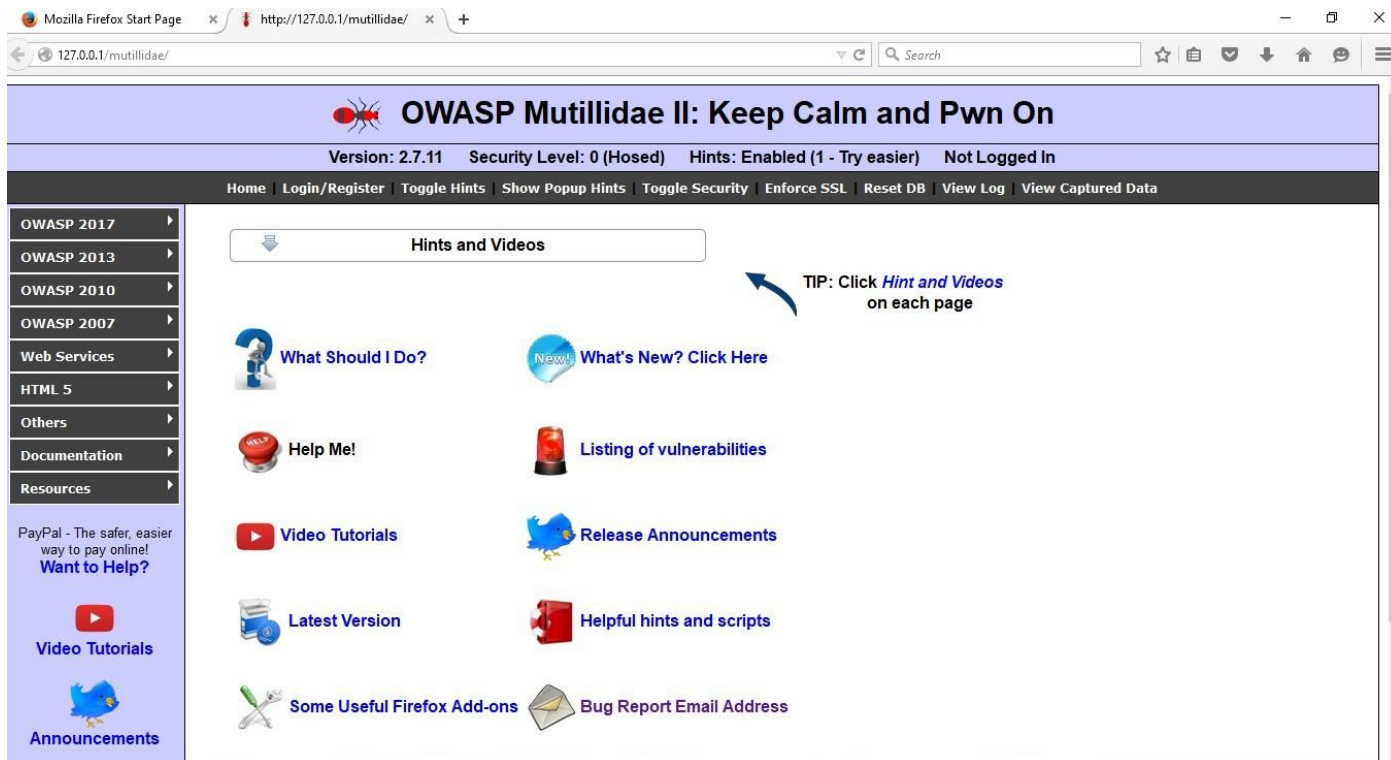 Mozilla Firefox Start Page
http://127.0.0.1/mutillidae/
127.0.0.1/mutillidae/
Search
OWASP Mutillidae II: Keep Calm and Pwn On
Version: 2.7.11 Security Level: 0 (Hosed) Hints: Enabled (1 - Try easier) Not Logged In
Home | Login/Register | Toggle Hints | Show Popup Hints | Toggle Security | Enforce SSL | Reset DB | View Log | View Captured Data
OWASP 2017
OWASP 2013
OWASP 2010
OWASP 2007
Web Services
HTML 5
Others
Documentation
Resources
PayPal - The safer, easier
way to pay online!
Want to Help?
Video Tutorials
Announcements
Hints and Videos
TIP: Click Hint and Videos
on each page
What Should I Do?
New!
What's New? Click Here
HELP
Help Me!
Listing of vulnerabilities
Video Tutorials
Release Announcements
Latest Version
Helpful hints and scripts
Some Useful Firefox Add-ons
Bug Report Email Address